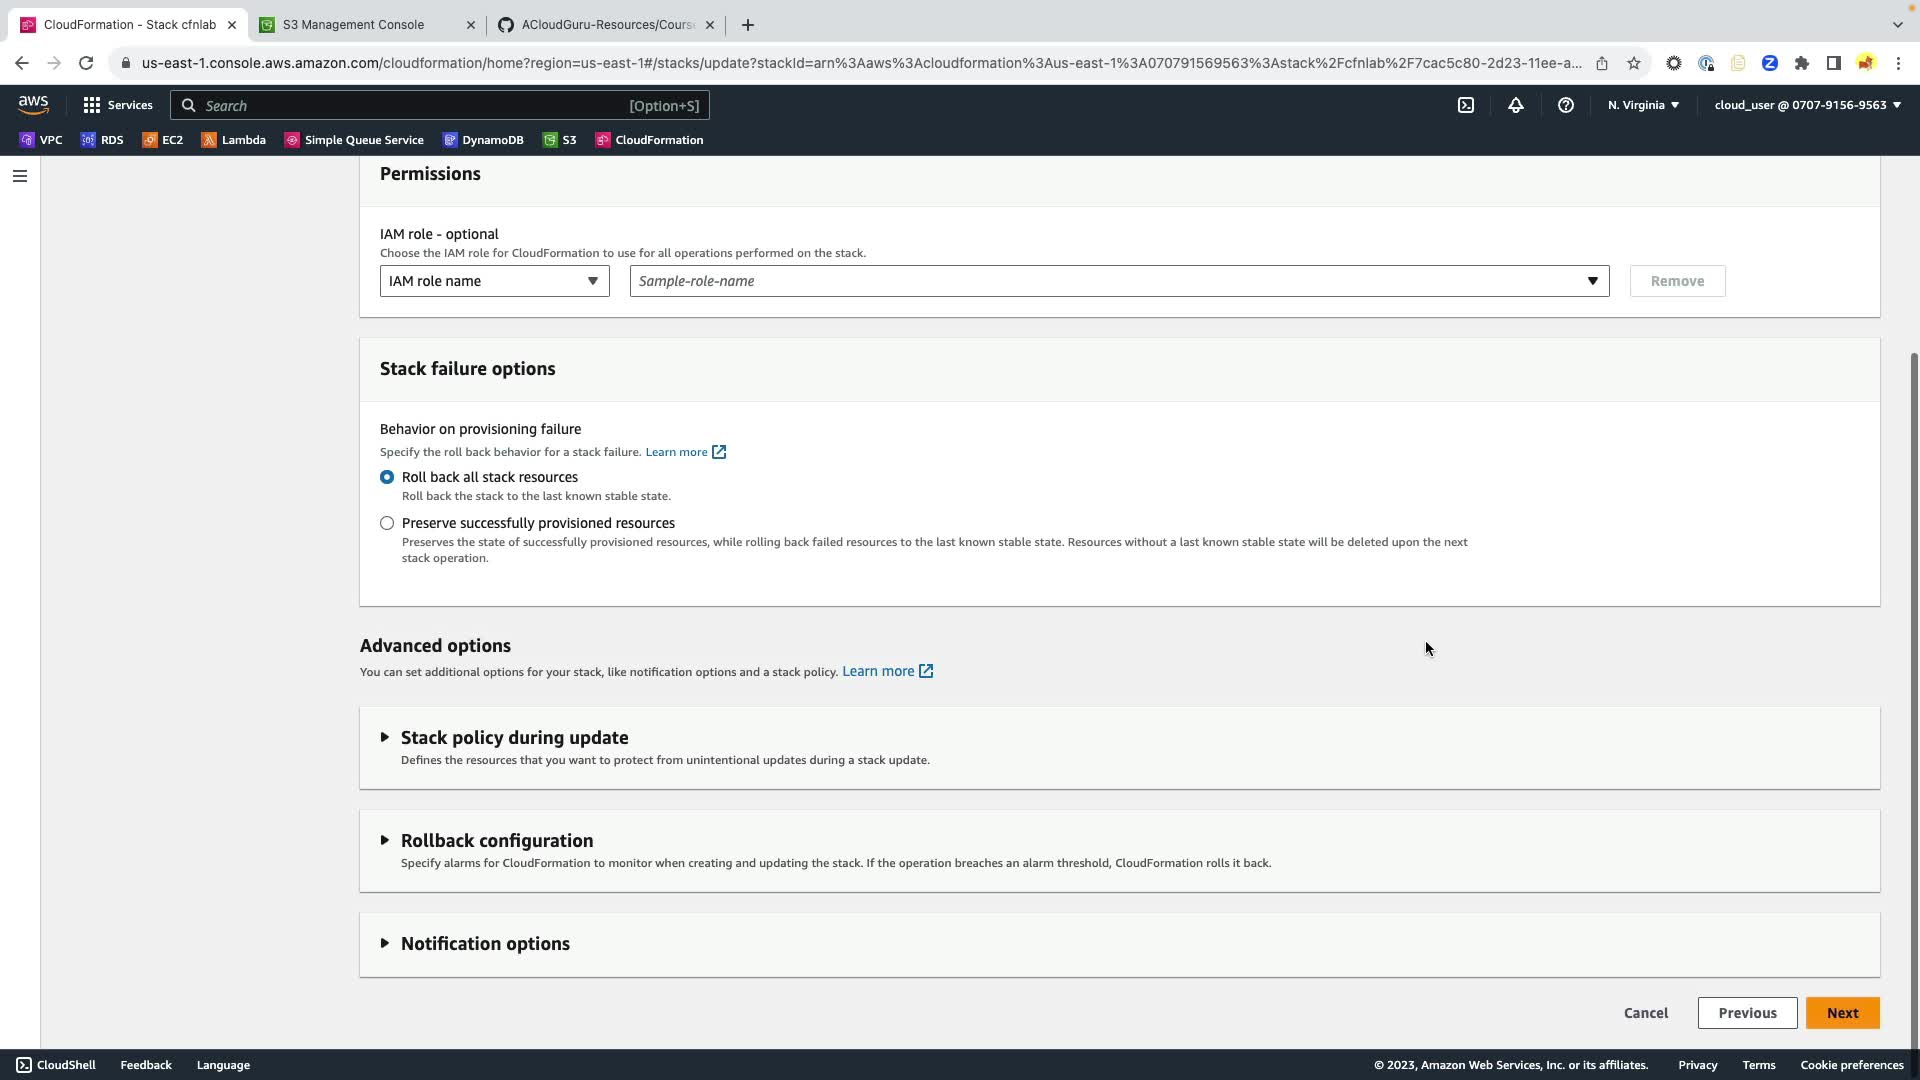 CloudFormation - Stack cfnlab
S3 Management Console
ACloudGuru-Resources/Cours
us-east-1.console.aws.amazon.com/cloudformation/home?region=us-east-1#/stacks/update?stackId=arn%3Aaws%3Acloudformation%3Aus-east-1%3A070791569563%3Astack%2Fcfnlab%2F7cac5c80-2d23-11ee-a...
aws
Services
Search
[Option+S]
N. Virginia
cloud_user @ 0707-9156-9563
VPC
RDS
EC2
Lambda
Simple Queue Service
DynamoDB
S3
CloudFormation
Permissions
IAM role - optional
Choose the IAM role for CloudFormation to use for all operations performed on the stack.
IAM role name
Sample-role-name
Remove
Stack failure options
Behavior on provisioning failure
Specify the roll back behavior for a stack failure. Learn more
Roll back all stack resources
Roll back the stack to the last known stable state.
Preserve successfully provisioned resources
Preserves the state of successfully provisioned resources, while rolling back failed resources to the last known stable state. Resources without a last known stable state will be deleted upon the next
stack operation.
Advanced options
You can set additional options for your stack, like notification options and a stack policy. Learn more
Stack policy during update
Defines the resources that you want to protect from unintentional updates during a stack update.
Rollback configuration
Specify alarms for CloudFormation to monitor when creating and updating the stack. If the operation breaches an alarm threshold, CloudFormation rolls it back.
Notification options
Cancel
Previous
Next
CloudShell
Feedback
Language
© 2023, Amazon Web Services, Inc. or its affiliates.
Privacy
Terms
Cookie preferences